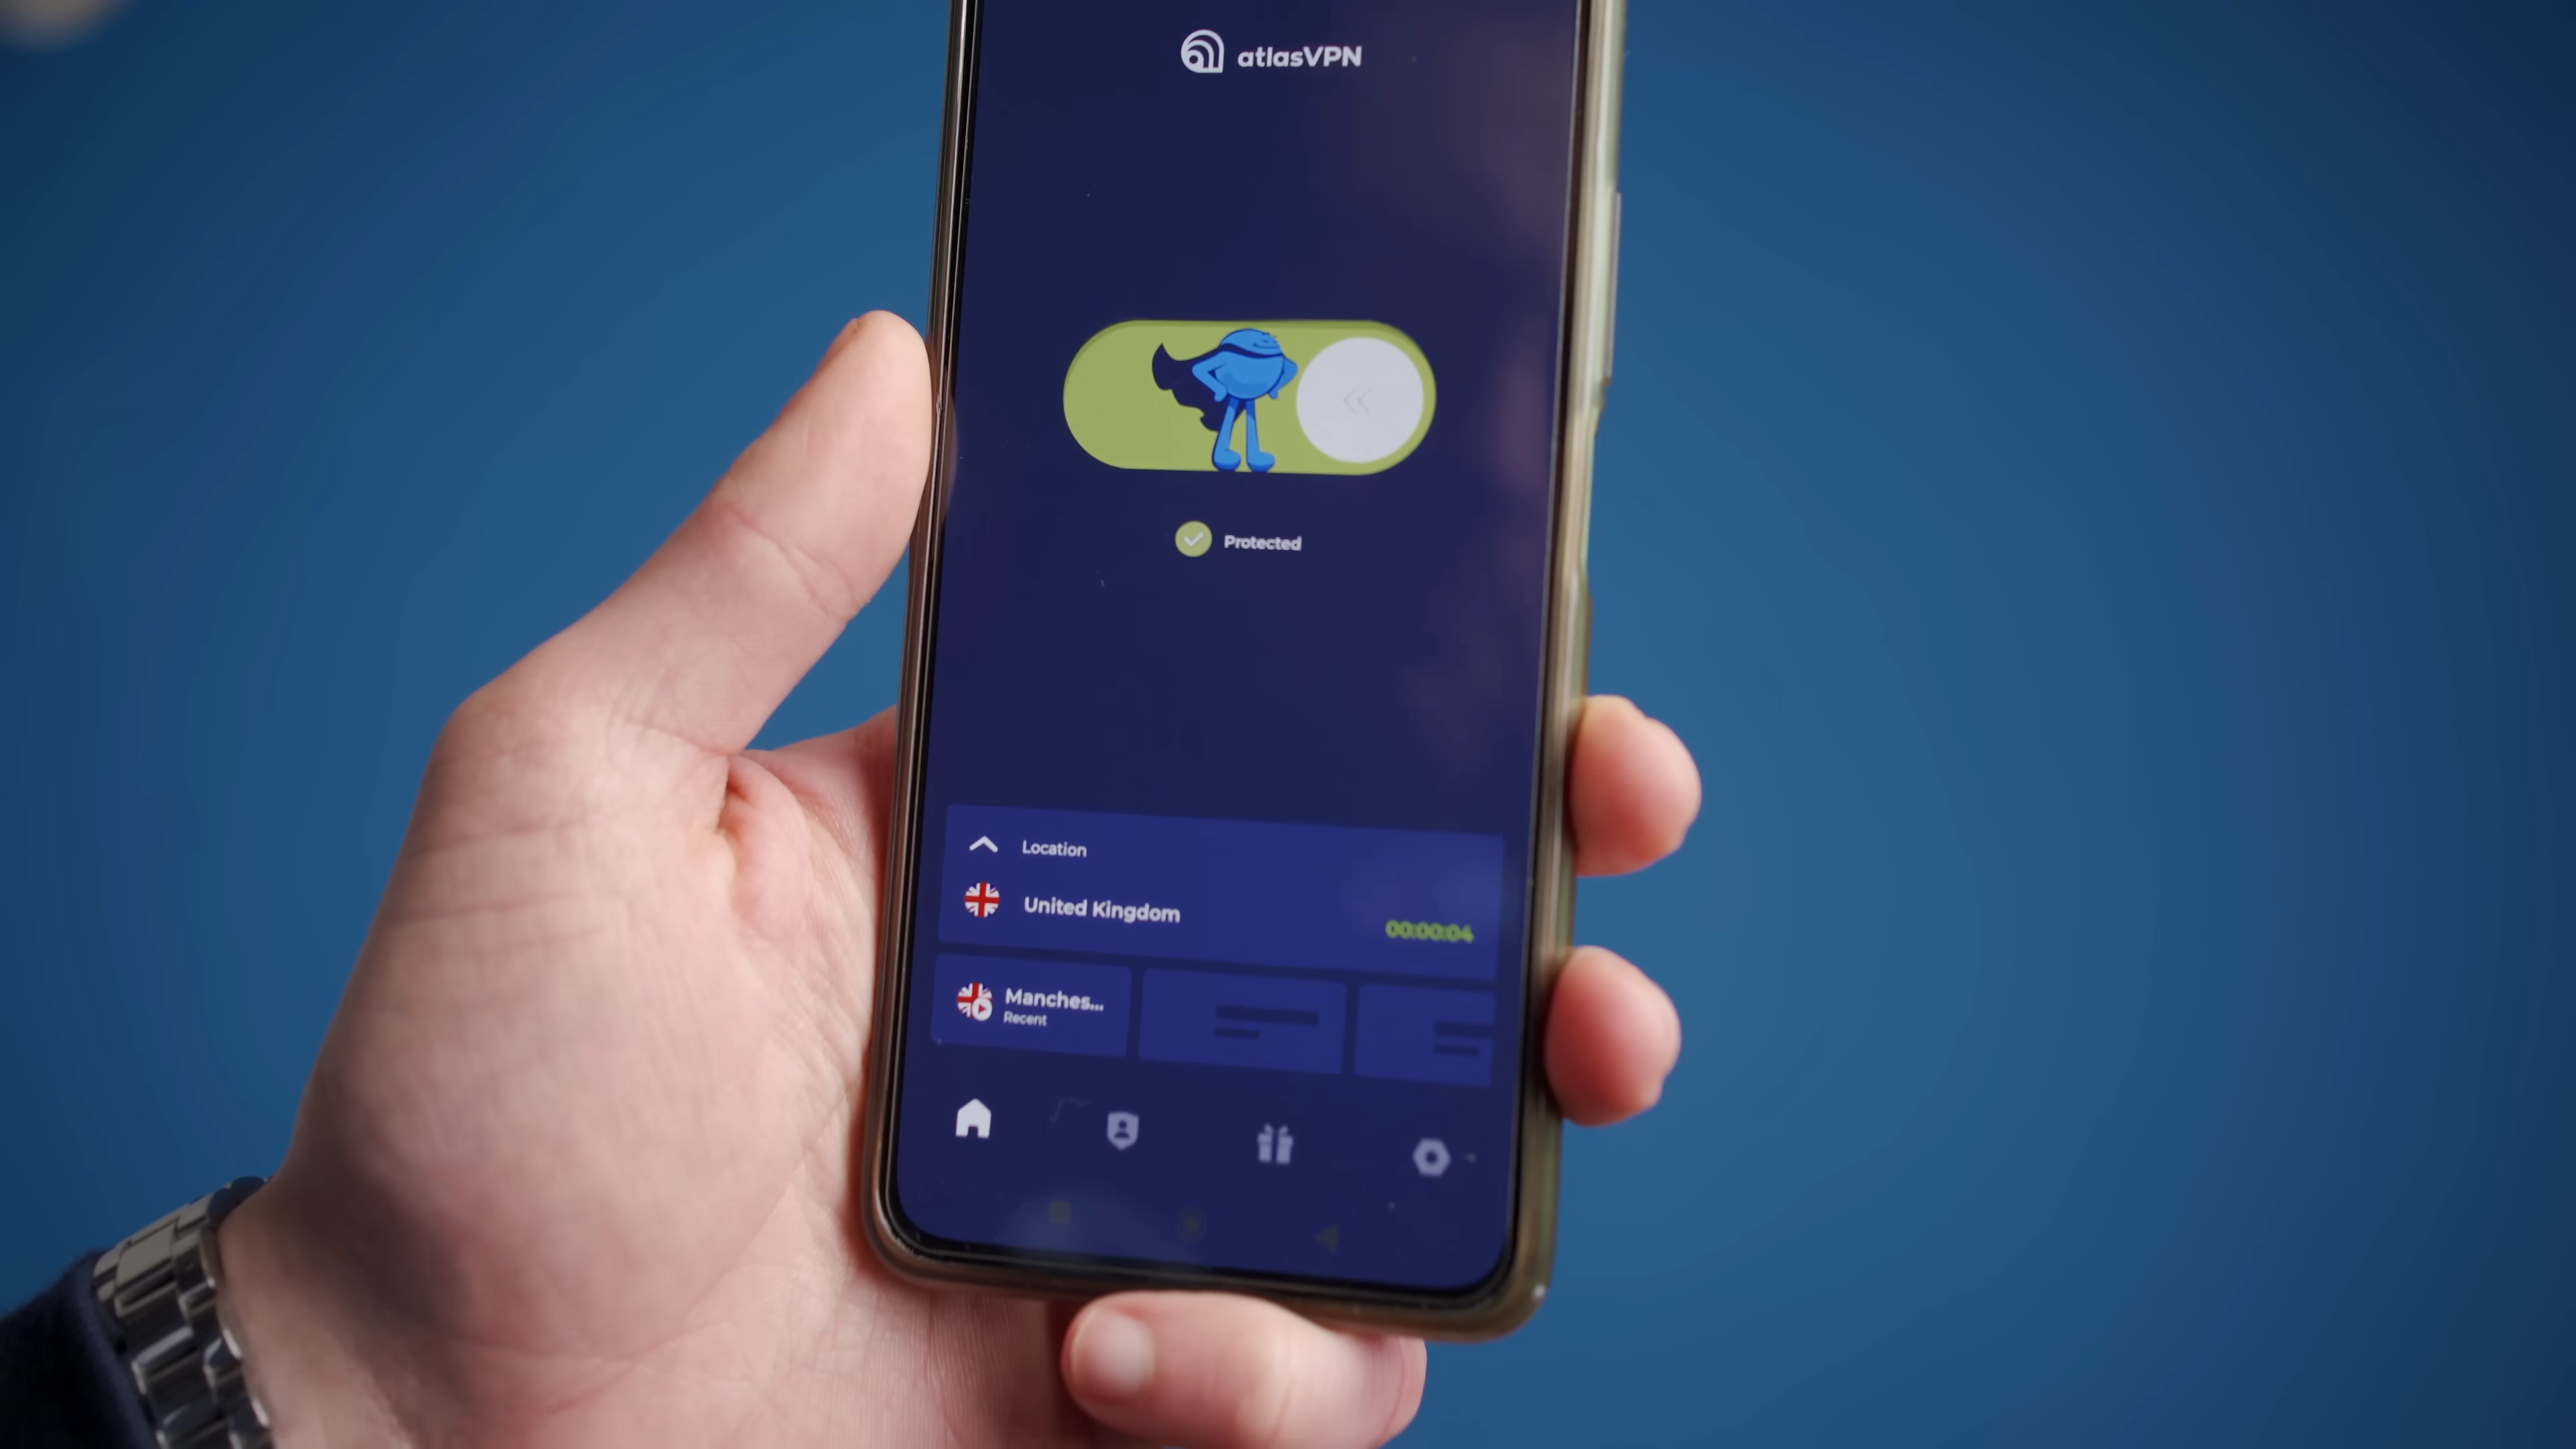 atlasVPN
Protected
Location
United Kingdom
00:00:04
Manches...
Recent